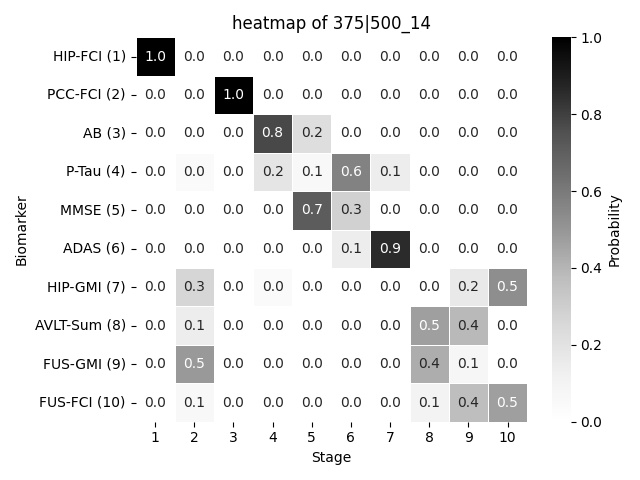 heatmap of 375|500_14
HIP-FCI (1) 1.0 0.0 0.0 0.0 0.0 0.0 0.0 0.0 0.0 0.0
PCC-FCI (2) 0.0 0.0 1.0 0.0 0.0 0.0 0.0 0.0 0.0 0.0
AB (3) 0.0 0.0 0.0 0.8 0.2 0.0 0.0 0.0 0.0 0.0
P-Tau (4) 0.0 0.0 0.0 0.2 0.1 0.6 0.1 0.0 0.0 0.0
MMSE (5) 0.0 0.0 0.0 0.0 0.7 0.3 0.0 0.0 0.0 0.0
ADAS (6) 0.0 0.0 0.0 0.0 0.0 0.1 0.9 0.0 0.0 0.0
HIP-GMI (7) 0.0 0.3 0.0 0.0 0.0 0.0 0.0 0.0 0.2 0.5
AVLT-Sum (8) 0.0 0.1 0.0 0.0 0.0 0.0 0.0 0.5 0.4 0.0
FUS-GMI (9) 0.0 0.5 0.0 0.0 0.0 0.0 0.0 0.4 0.1 0.0
FUS-FCI (10) 0.0 0.1 0.0 0.0 0.0 0.0 0.0 0.1 0.4 0.5
1 2 3 4 5 6 7 8 9 10
Stage
Biomarker
1.0
0.8
0.6
0.4
0.2
0.0
Probability